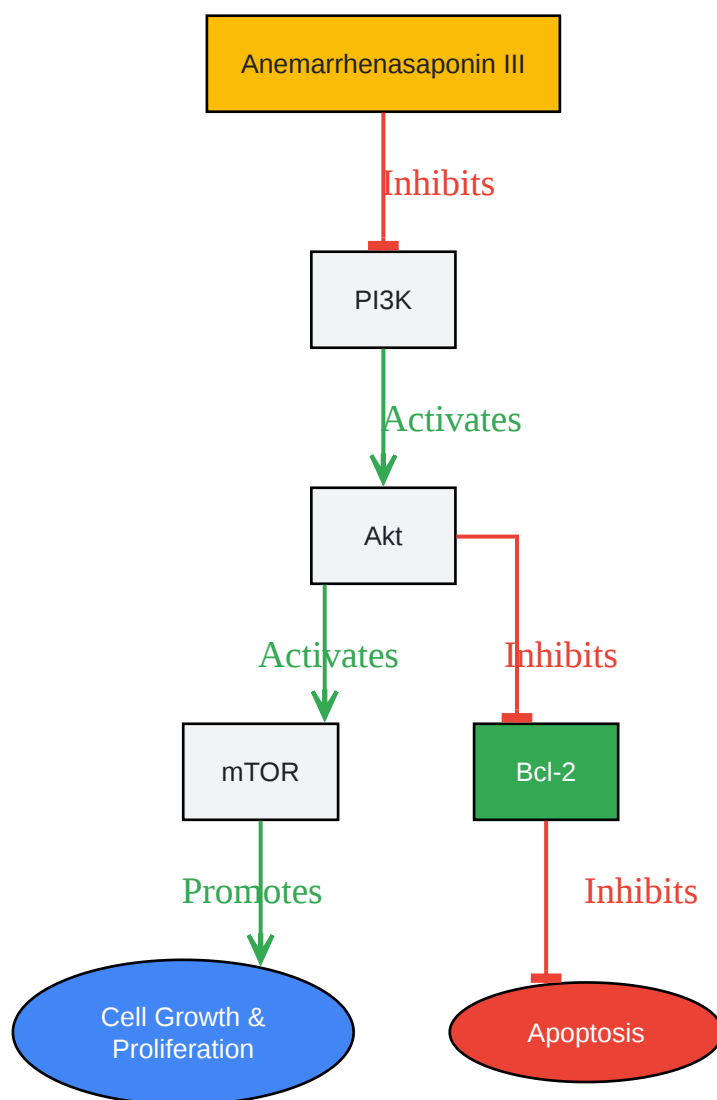 Anemarrhenasaponin III
Inhibits
PI3K
Activates
Akt
Activates
Inhibits
mTOR
Bcl-2
Promotes
Inhibits
Cell Growth &
Proliferation
Apoptosis